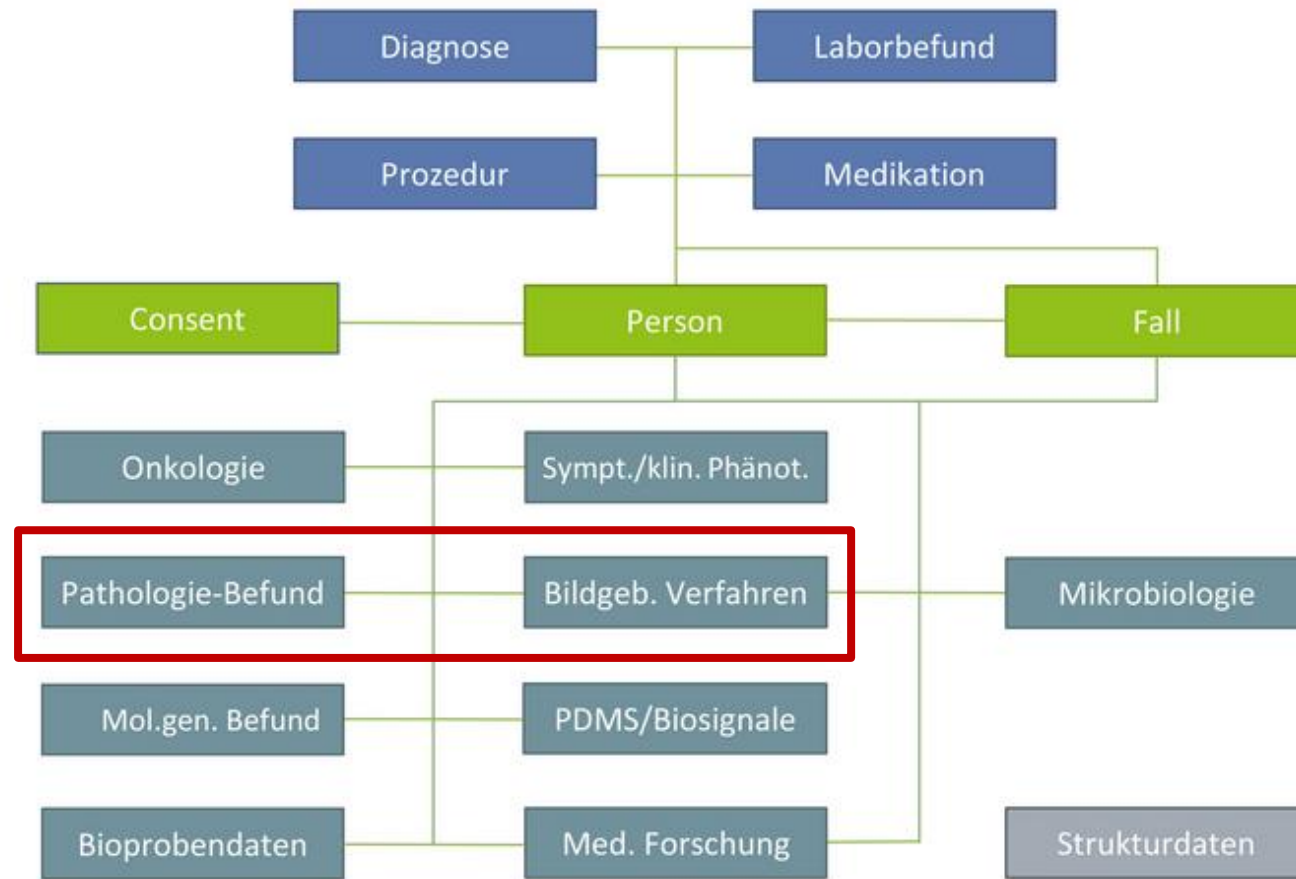 Diagnose
Laborbefund
Prozedur
Medikation
Consent
Person
Fall
Onkologie
Sympt./klin. Phänot.
Pathologie-Befund
Bildgeb. Verfahren
Mikrobiologie
Mol.gen. Befund
PDMS/Biosignale
Bioprobendaten
Med. Forschung
Strukturdaten